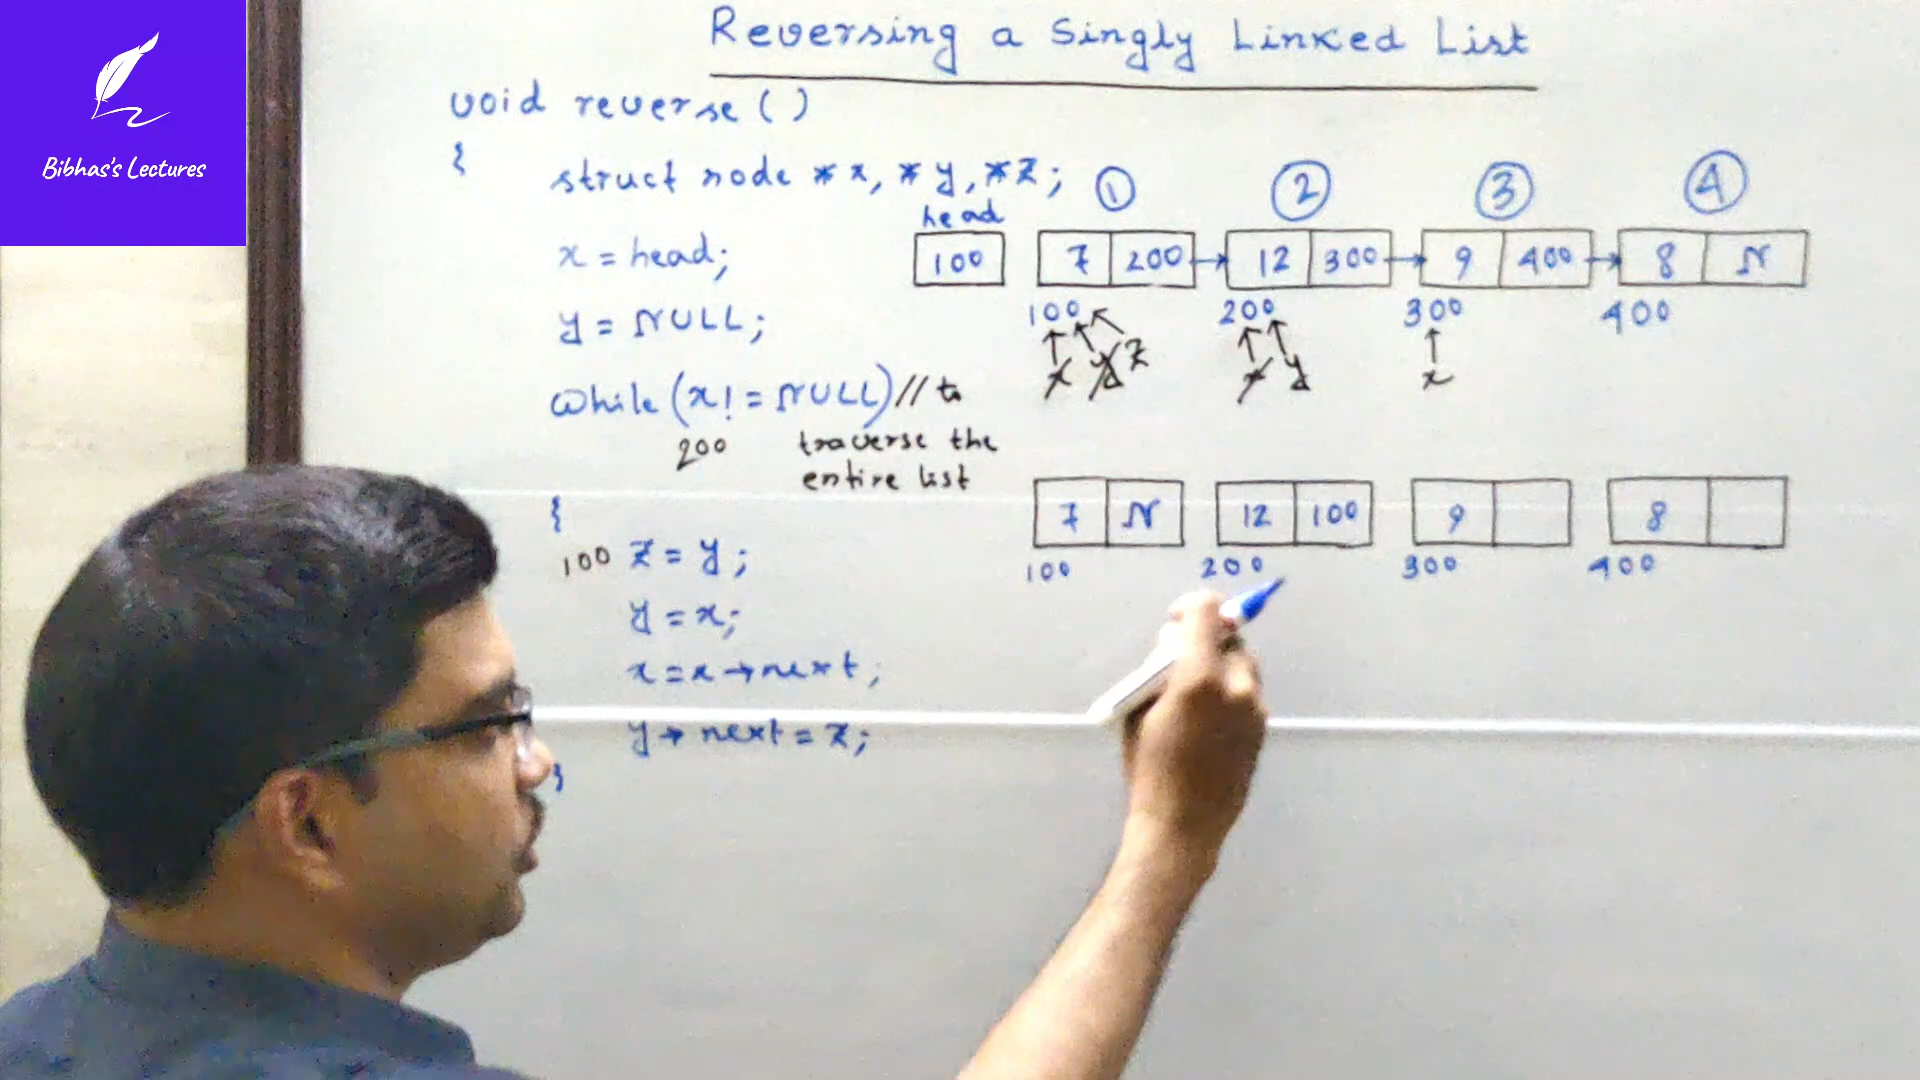 Bibhas's Lectures
Reversing a Singly Linked List
void reverse()
{
struct node *x, *y, *z;
x = head;
y = NULL;
while (x! = NULL) // to
traverse the
entire list
200
{
100 z = y;
y = x;
x = x → next;
y → next = z;
}
1 2 3 4
head
100 7 200 12 300 9 400 8 N
100 200 300 400
x y z x y x
7 N 12 100 9 8
100 200 300 400